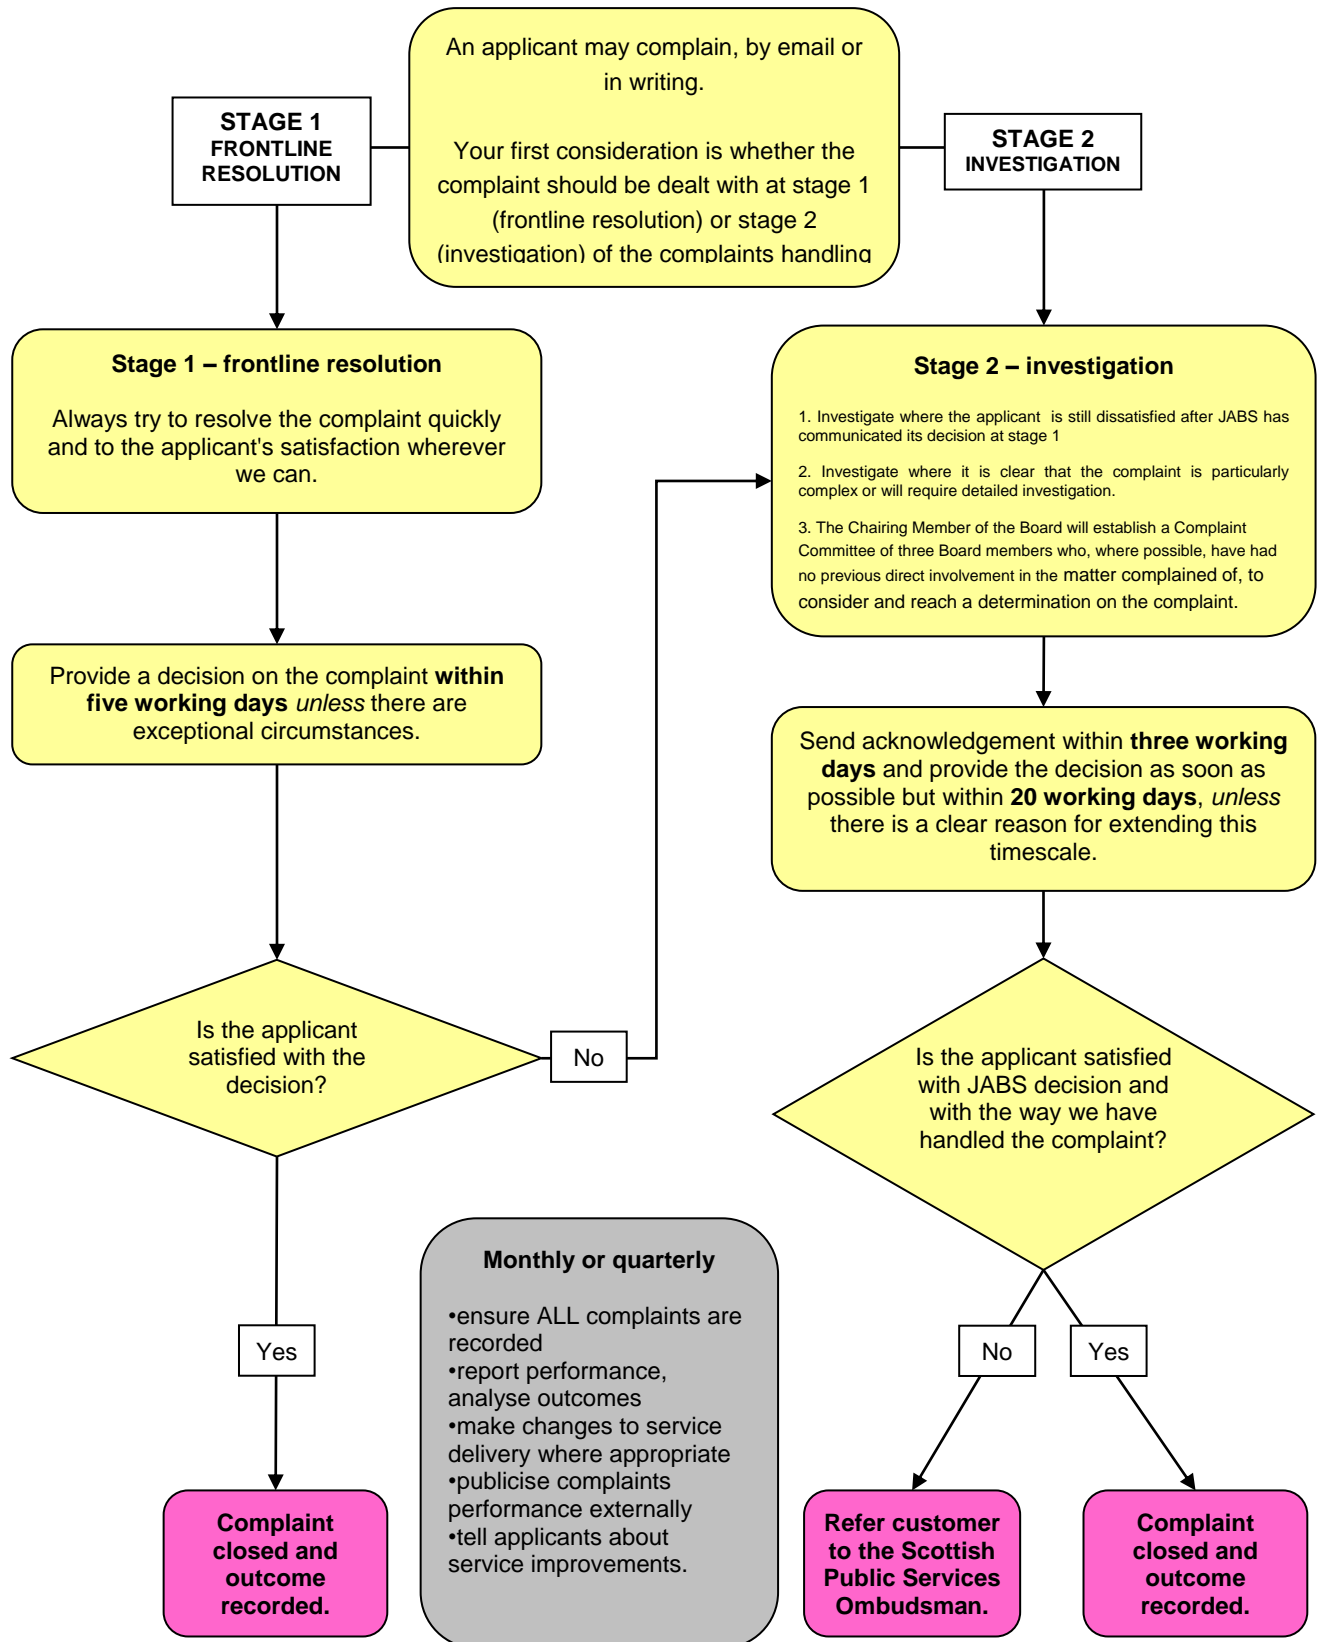 An applicant may complain, by email or
in writing.
Your first consideration is whether the
complaint should be dealt with at stage 1
(frontline resolution) or stage 2
(investigation) of the complaints handling
STAGE 1
FRONTLINE
RESOLUTION
STAGE 2
INVESTIGATION
Stage 1 – frontline resolution
Always try to resolve the complaint quickly
and to the applicant's satisfaction wherever
we can.
Provide a decision on the complaint within
five working days unless there are
exceptional circumstances.
Is the applicant
satisfied with the
decision?
No
Yes
Complaint
closed and
outcome
recorded.
Stage 2 – investigation
1. Investigate where the applicant is still dissatisfied after JABS has
communicated its decision at stage 1
2. Investigate where it is clear that the complaint is particularly
complex or will require detailed investigation.
3. The Chairing Member of the Board will establish a Complaint
Committee of three Board members who, where possible, have had
no previous direct involvement in the matter complained of, to
consider and reach a determination on the complaint.
Send acknowledgement within three working
days and provide the decision as soon as
possible but within 20 working days, unless
there is a clear reason for extending this
timescale.
Is the applicant satisfied
with JABS decision and
with the way we have
handled the complaint?
No
Yes
Refer customer
to the Scottish
Public Services
Ombudsman.
Complaint
closed and
outcome
recorded.
Monthly or quarterly
•ensure ALL complaints are
recorded
•report performance,
analyse outcomes
•make changes to service
delivery where appropriate
•publicise complaints
performance externally
•tell applicants about
service improvements.